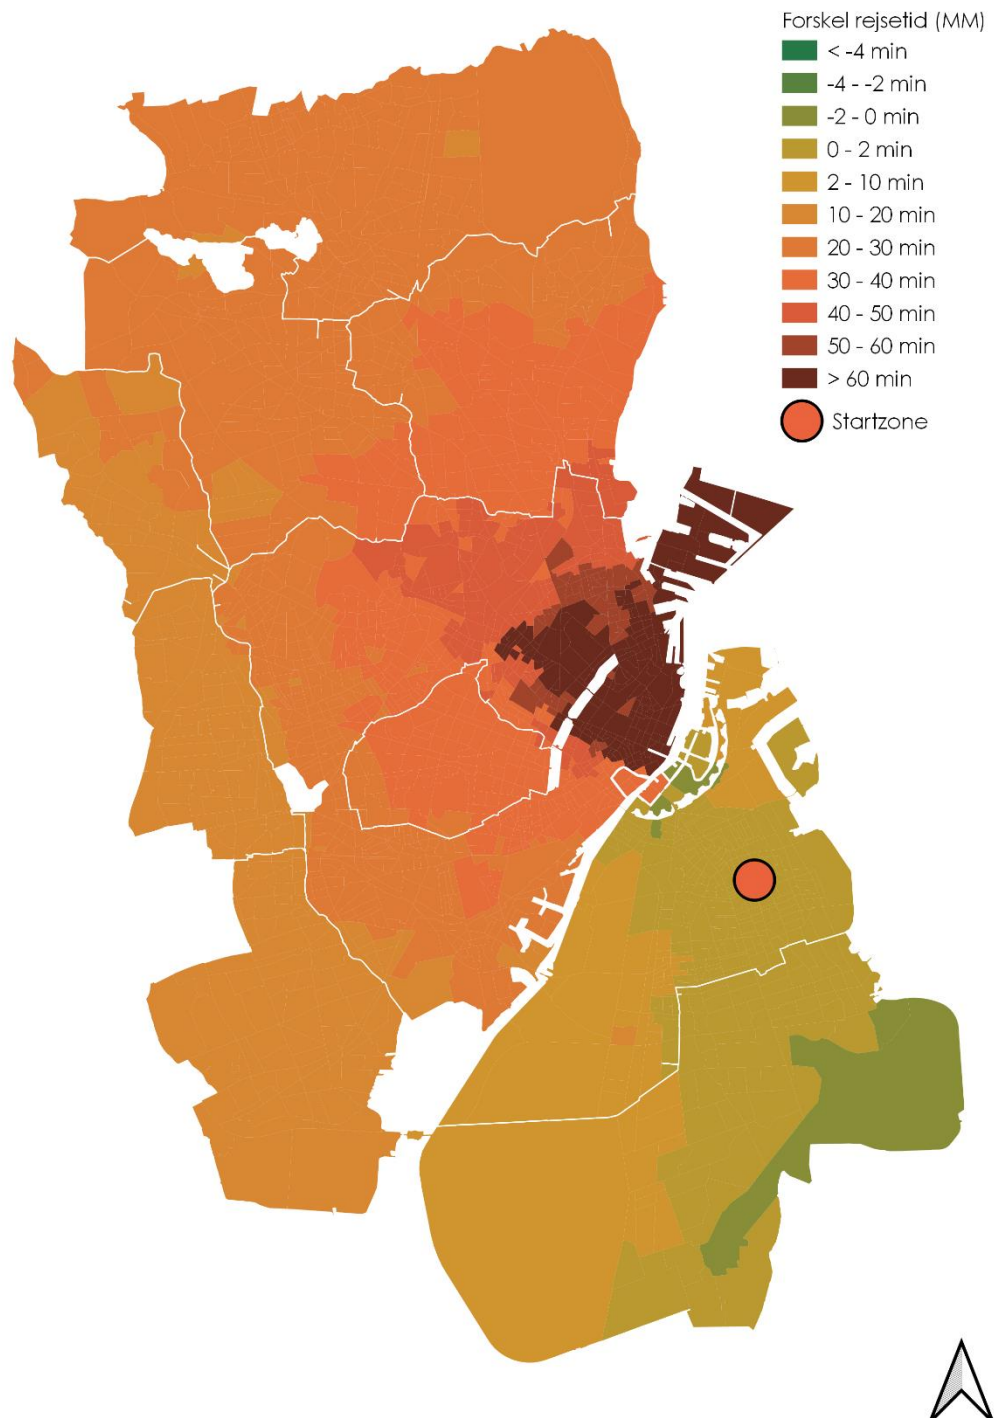 Forskel rejsetid (MM)
< -4 min
-4 - -2 min
-2 - 0 min
0 - 2 min
2 - 10 min
10 - 20 min
20 - 30 min
30 - 40 min
40 - 50 min
50 - 60 min
> 60 min
Startzone